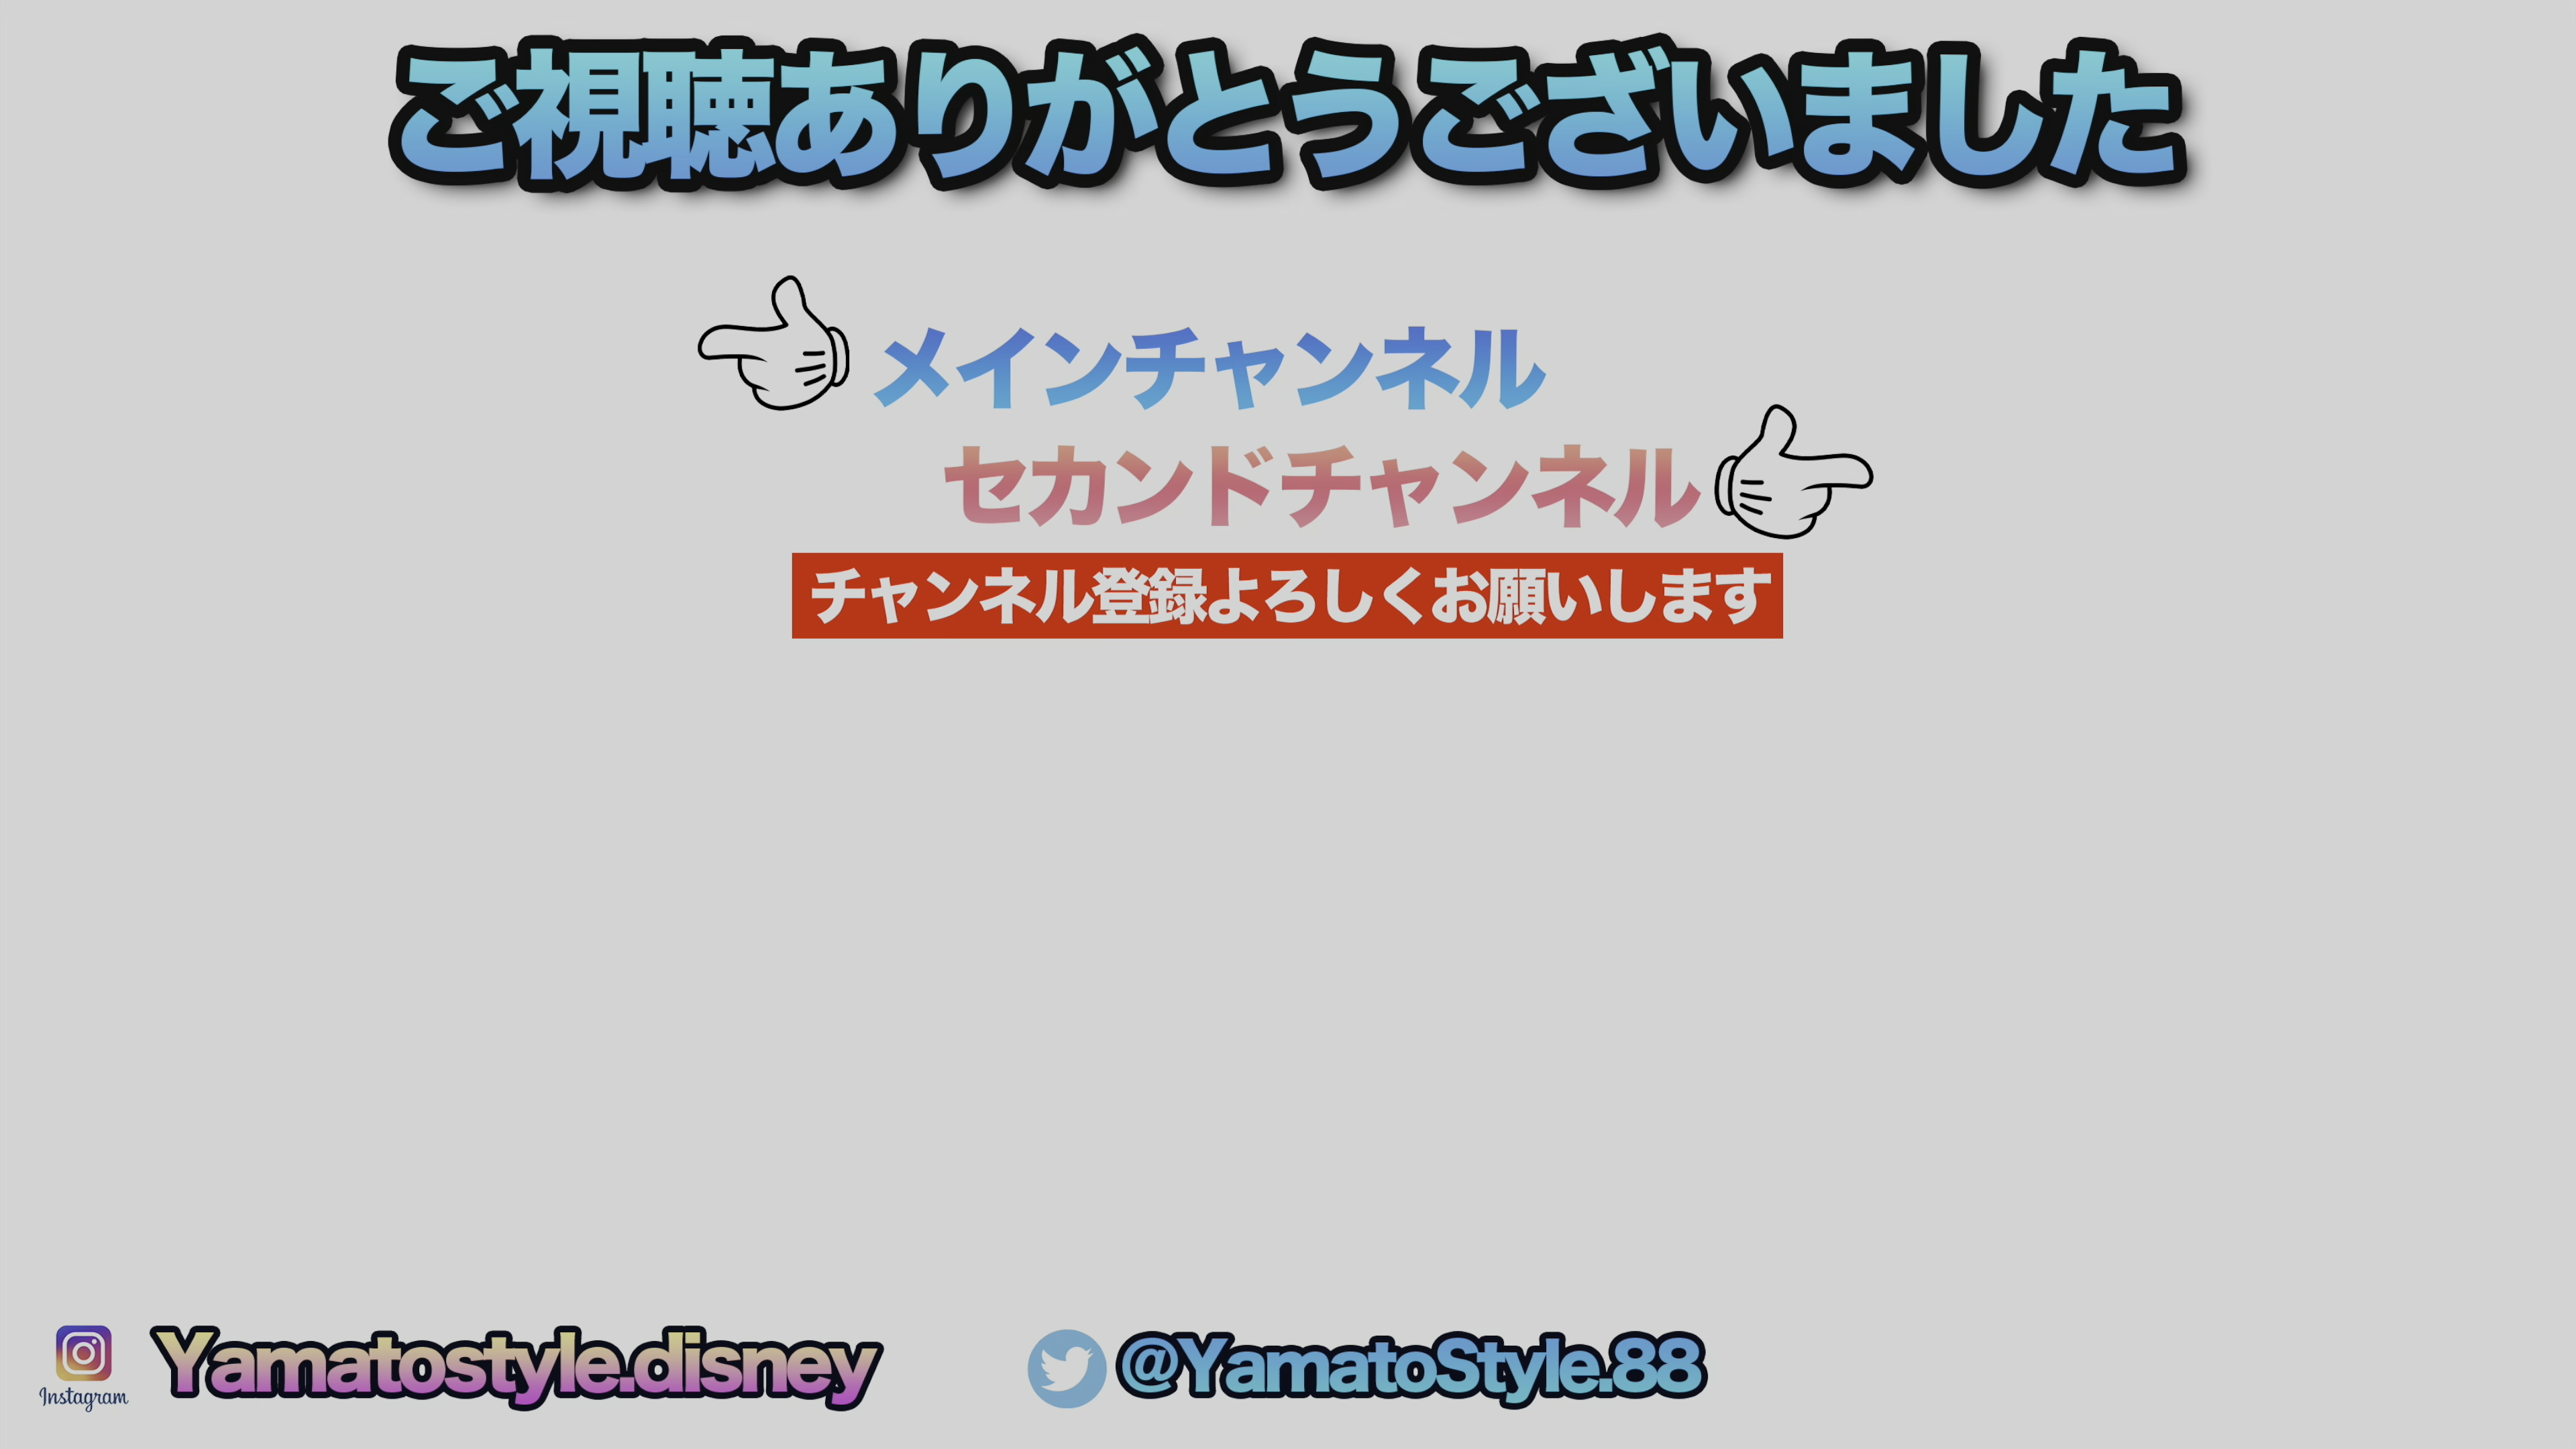 ご視聴ありがとうございました
メインチャンネル
セカンドチャンネル
チャンネル登録よろしくお願いします
Instagram
Yamatostyle.disney
@YamatoStyle.88